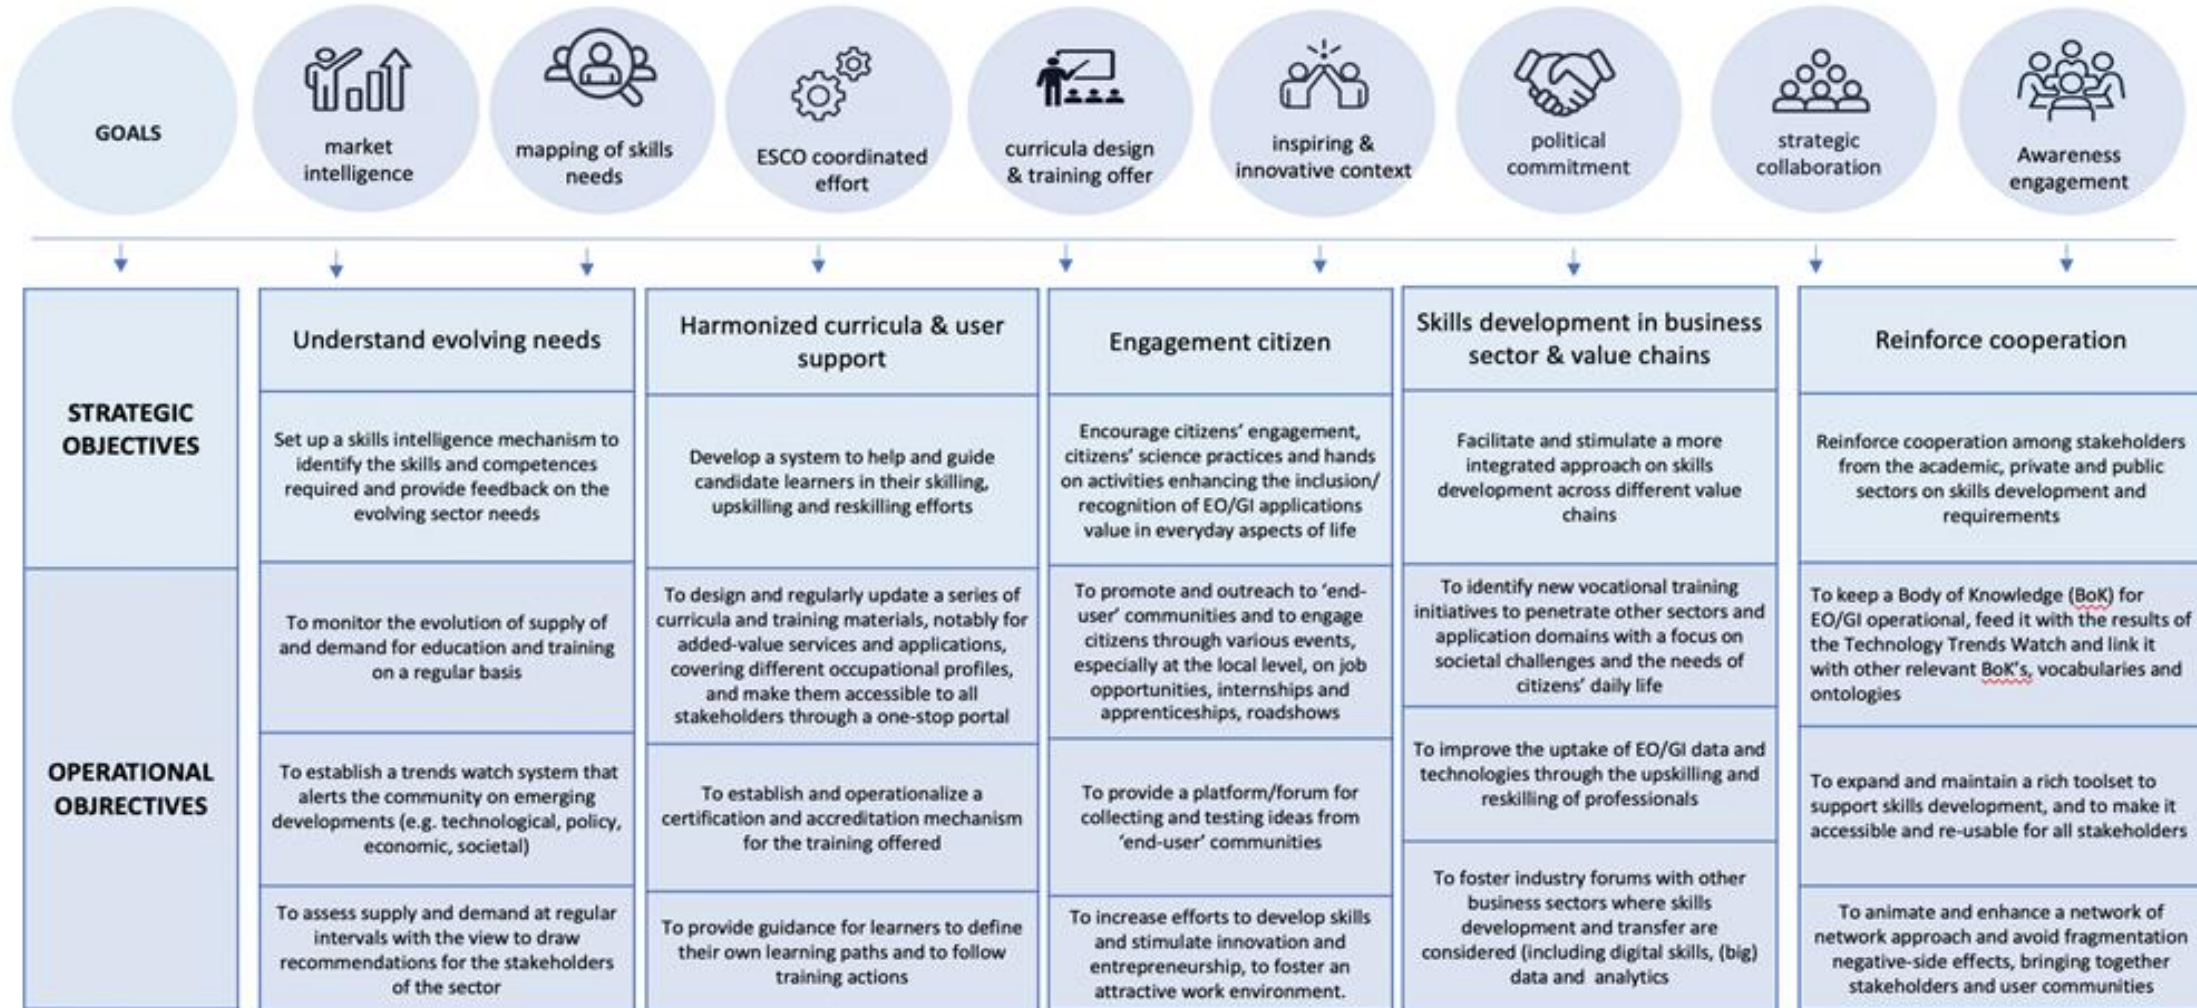 GOALS
market
intelligence
mapping of skills
needs
ESCO coordinated
effort
curricula design
& training offer
inspiring &
innovative context
political
commitment
strategic
collaboration
Awareness
engagement
STRATEGIC
OBJECTIVES
Understand evolving needs
Harmonized curricula & user
support
Engagement citizen
Skills development in business
sector & value chains
Reinforce cooperation
Set up a skills intelligence mechanism to
identify the skills and competences
required and provide feedback on the
evolving sector needs
Develop a system to help and guide
candidate learners in their skilling,
upskilling and reskilling efforts
Encourage citizens’ engagement,
citizens’ science practices and hands
on activities enhancing the inclusion/
recognition of EO/GI applications
value in everyday aspects of life
Facilitate and stimulate a more
integrated approach on skills
development across different value
chains
Reinforce cooperation among stakeholders
from the academic, private and public
sectors on skills development and
requirements
OPERATIONAL
OBJRECTIVES
To monitor the evolution of supply of
and demand for education and training
on a regular basis
To design and regularly update a series of
curricula and training materials, notably for
added-value services and applications,
covering different occupational profiles,
and make them accessible to all
stakeholders through a one-stop portal
To promote and outreach to ‘end-
user’ communities and to engage
citizens through various events,
especially at the local level, on job
opportunities, internships and
apprenticeships, roadshows
To identify new vocational training
initiatives to penetrate other sectors and
application domains with a focus on
societal challenges and the needs of
citizens’ daily life
To keep a Body of Knowledge (BoK) for
EO/GI operational, feed it with the results of
the Technology Trends Watch and link it
with other relevant BoK’s, vocabularies and
ontologies
To establish a trends watch system that
alerts the community on emerging
developments (e.g. technological, policy,
economic, societal)
To establish and operationalize a
certification and accreditation mechanism
for the training offered
To provide a platform/forum for
collecting and testing ideas from
‘end-user’ communities
To improve the uptake of EO/GI data and
technologies through the upskilling and
reskilling of professionals
To expand and maintain a rich toolset to
support skills development, and to make it
accessible and re-usable for all stakeholders
To assess supply and demand at regular
intervals with the view to draw
recommendations for the stakeholders
of the sector
To provide guidance for learners to define
their own learning paths and to follow
training actions
To increase efforts to develop skills
and stimulate innovation and
entrepreneurship, to foster an
attractive work environment.
To foster industry forums with other
business sectors where skills
development and transfer are
considered (including digital skills, (big)
data and analytics
To animate and enhance a network of
network approach and avoid fragmentation
negative-side effects, bringing together
stakeholders and user communities